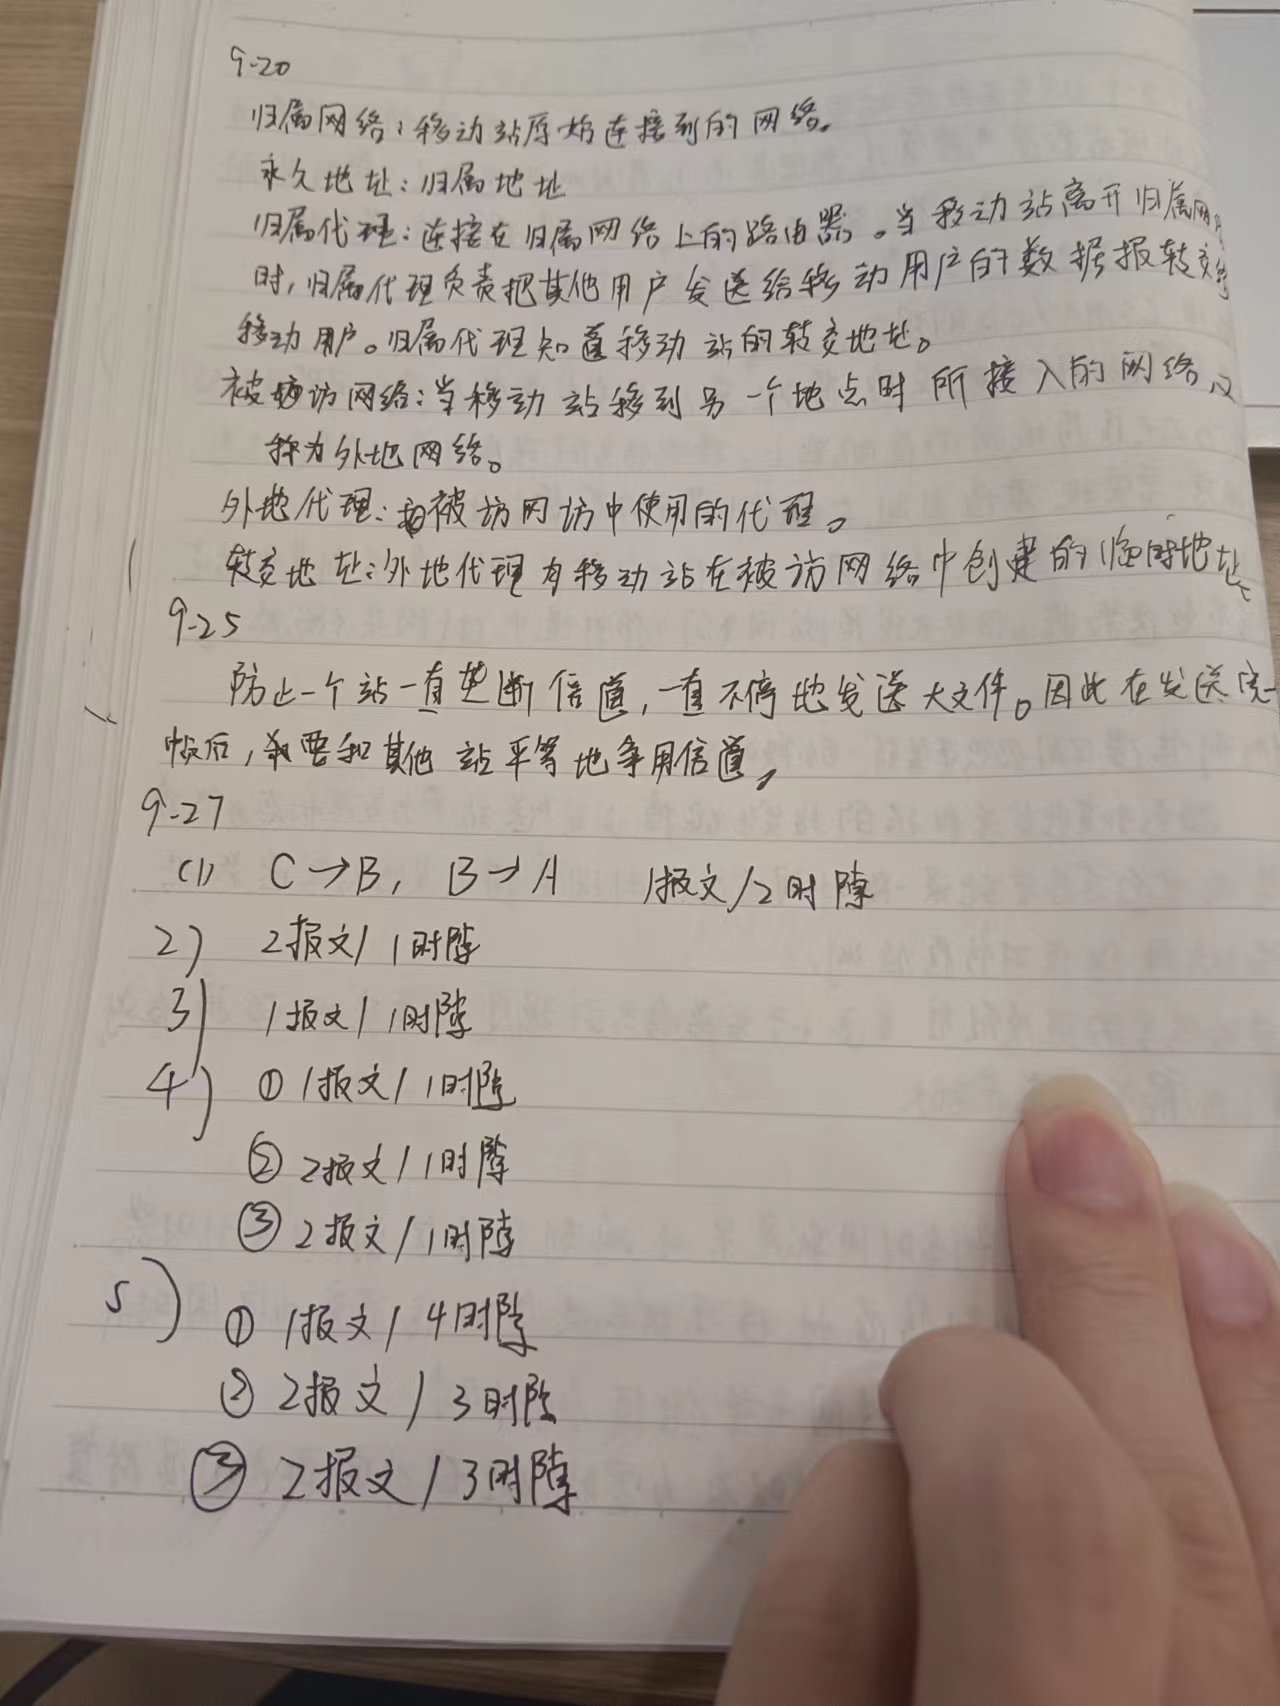 9-20
归属网络：移动站原始连接到的网络。
永久地址：归属地址
归属代理：连接在归属网络上的路由器。当移动站离开归属网络
时，归属代理负责把其他用户发送给移动用户的数据报转交给
移动用户。归属代理知道移动站的转交地址。
被访网络：当移动站移到另一个地点时所接入的网络，又
称为外地网络。
外地代理：被访网访中使用的代理。
转交地址：外地代理为移动站在被访网络中创建的临时地址。
9-25
防止一个站一直垄断信道，一直不停地发送大文件。因此在发送完一
帧后，都要和其他站平等地争用信道。
9-27
(1) C→B, B→A 1报文/2时隙
2) 2报文/1时隙
3) 1报文/1时隙
4) ① 1报文/1时隙
② 2报文/1时隙
③ 2报文/1时隙
5) ① 1报文/4时隙
② 2报文/3时隙
③ 2报文/3时隙